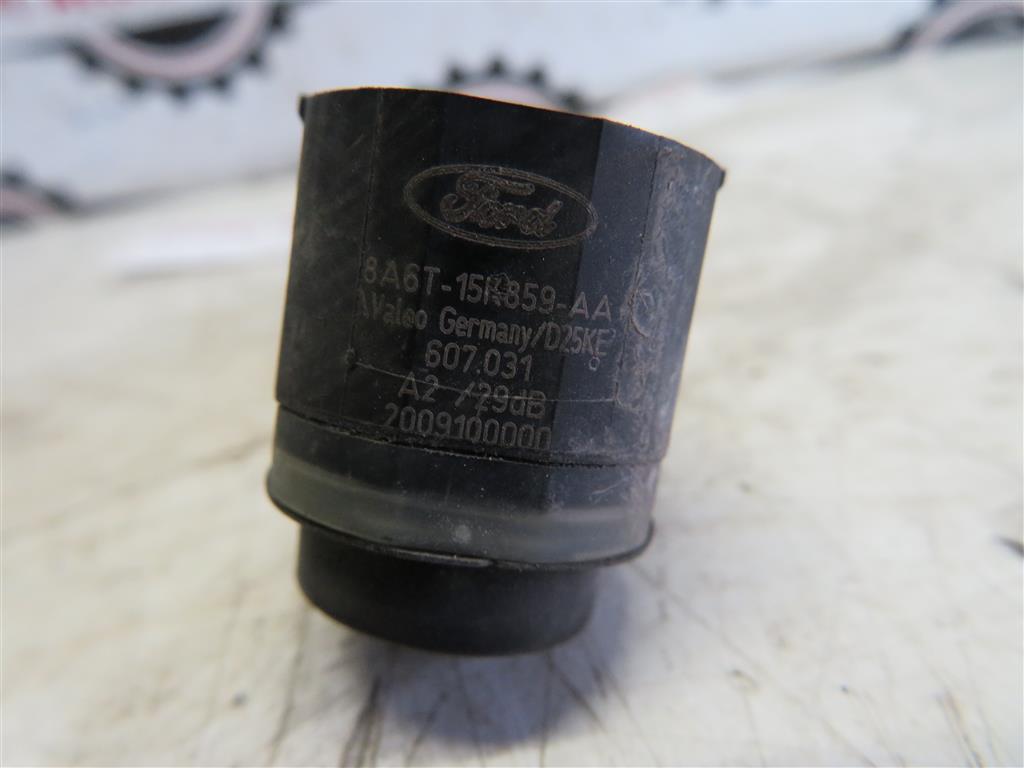 Ford
8A6T-15K859-AA
Valeo Germany/D25KE
607.031
A2 /29dB
2009100000